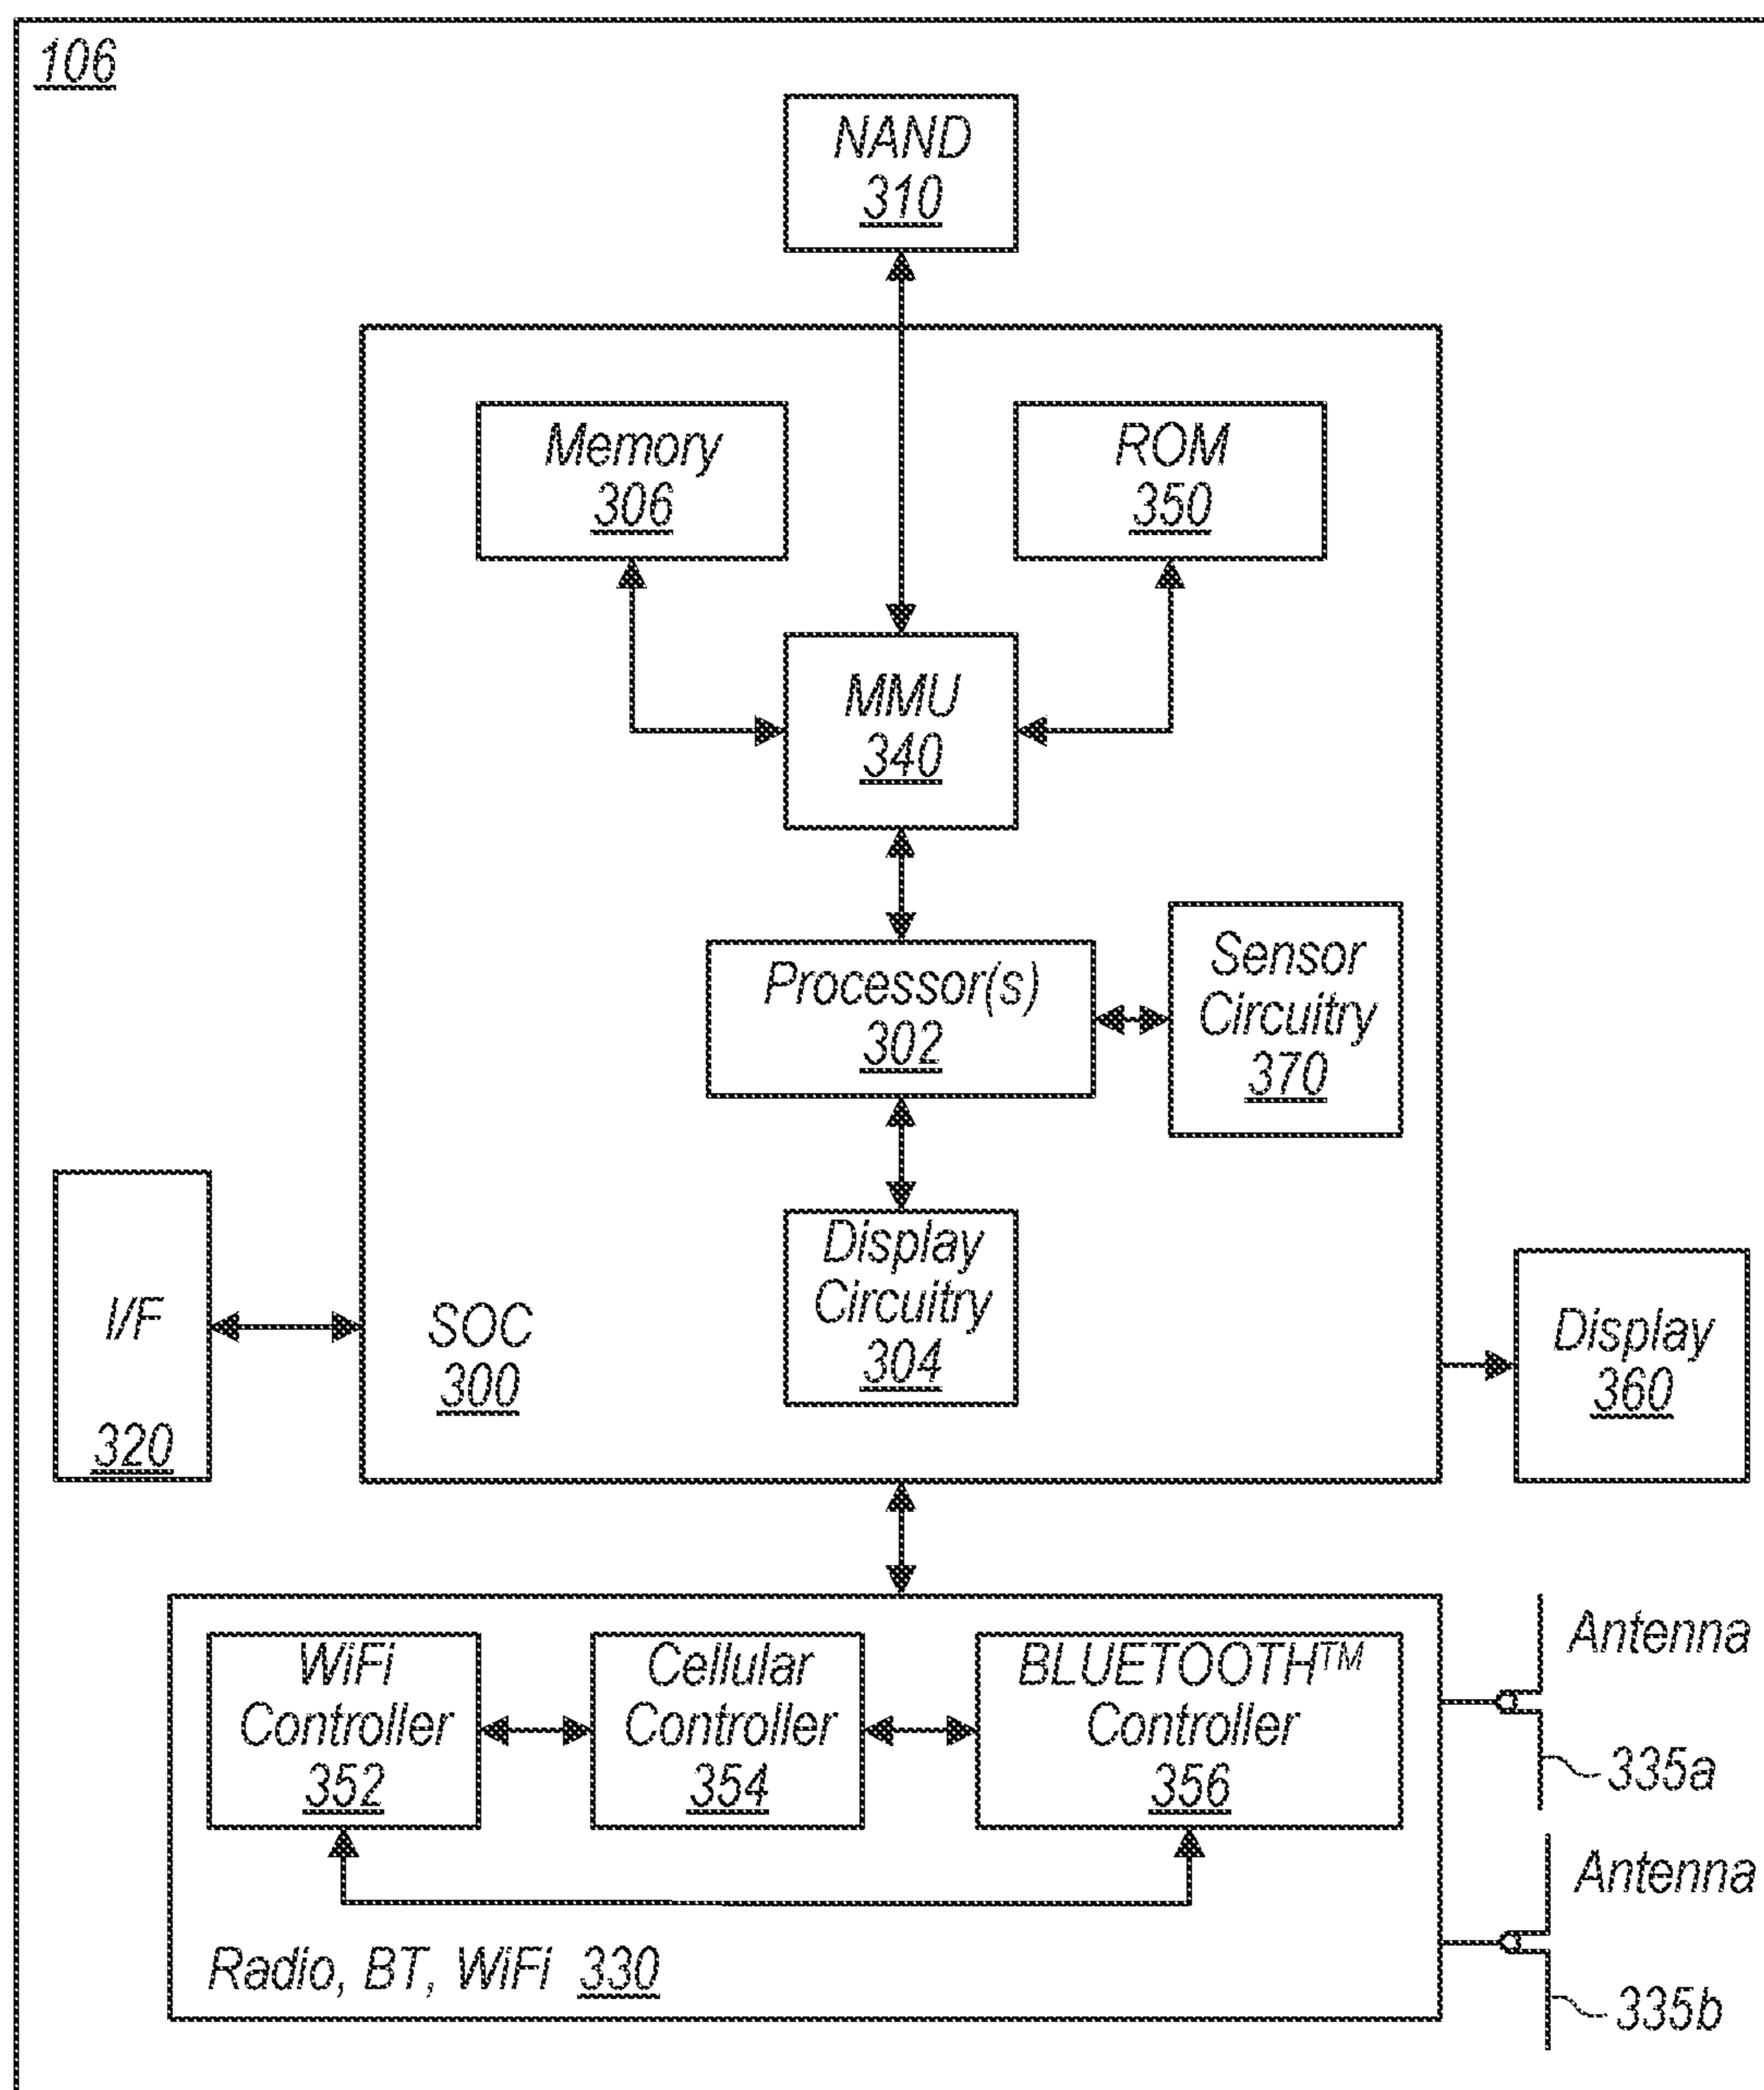 106
NAND
310
Memory
306
ROM
350
MMU
340
Processor(s)
302
Sensor
Circuitry
370
Display
Circuitry
304
I/F
320
SOC
300
Display
360
WiFi
Controller
352
Cellular
Controller
354
BLUETOOTH™
Controller
356
Radio, BT, WiFi 330
Antenna
335a
Antenna
335b